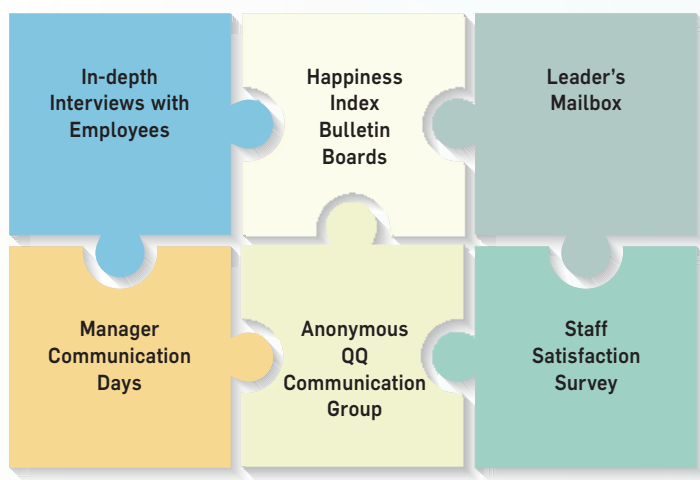 In-depth
Interviews with
Employees
Happiness
Index
Bulletin
Boards
Leader's
Mailbox
Manager
Communication
Days
Anonymous
QQ
Communication
Group
Staff
Satisfaction
Survey